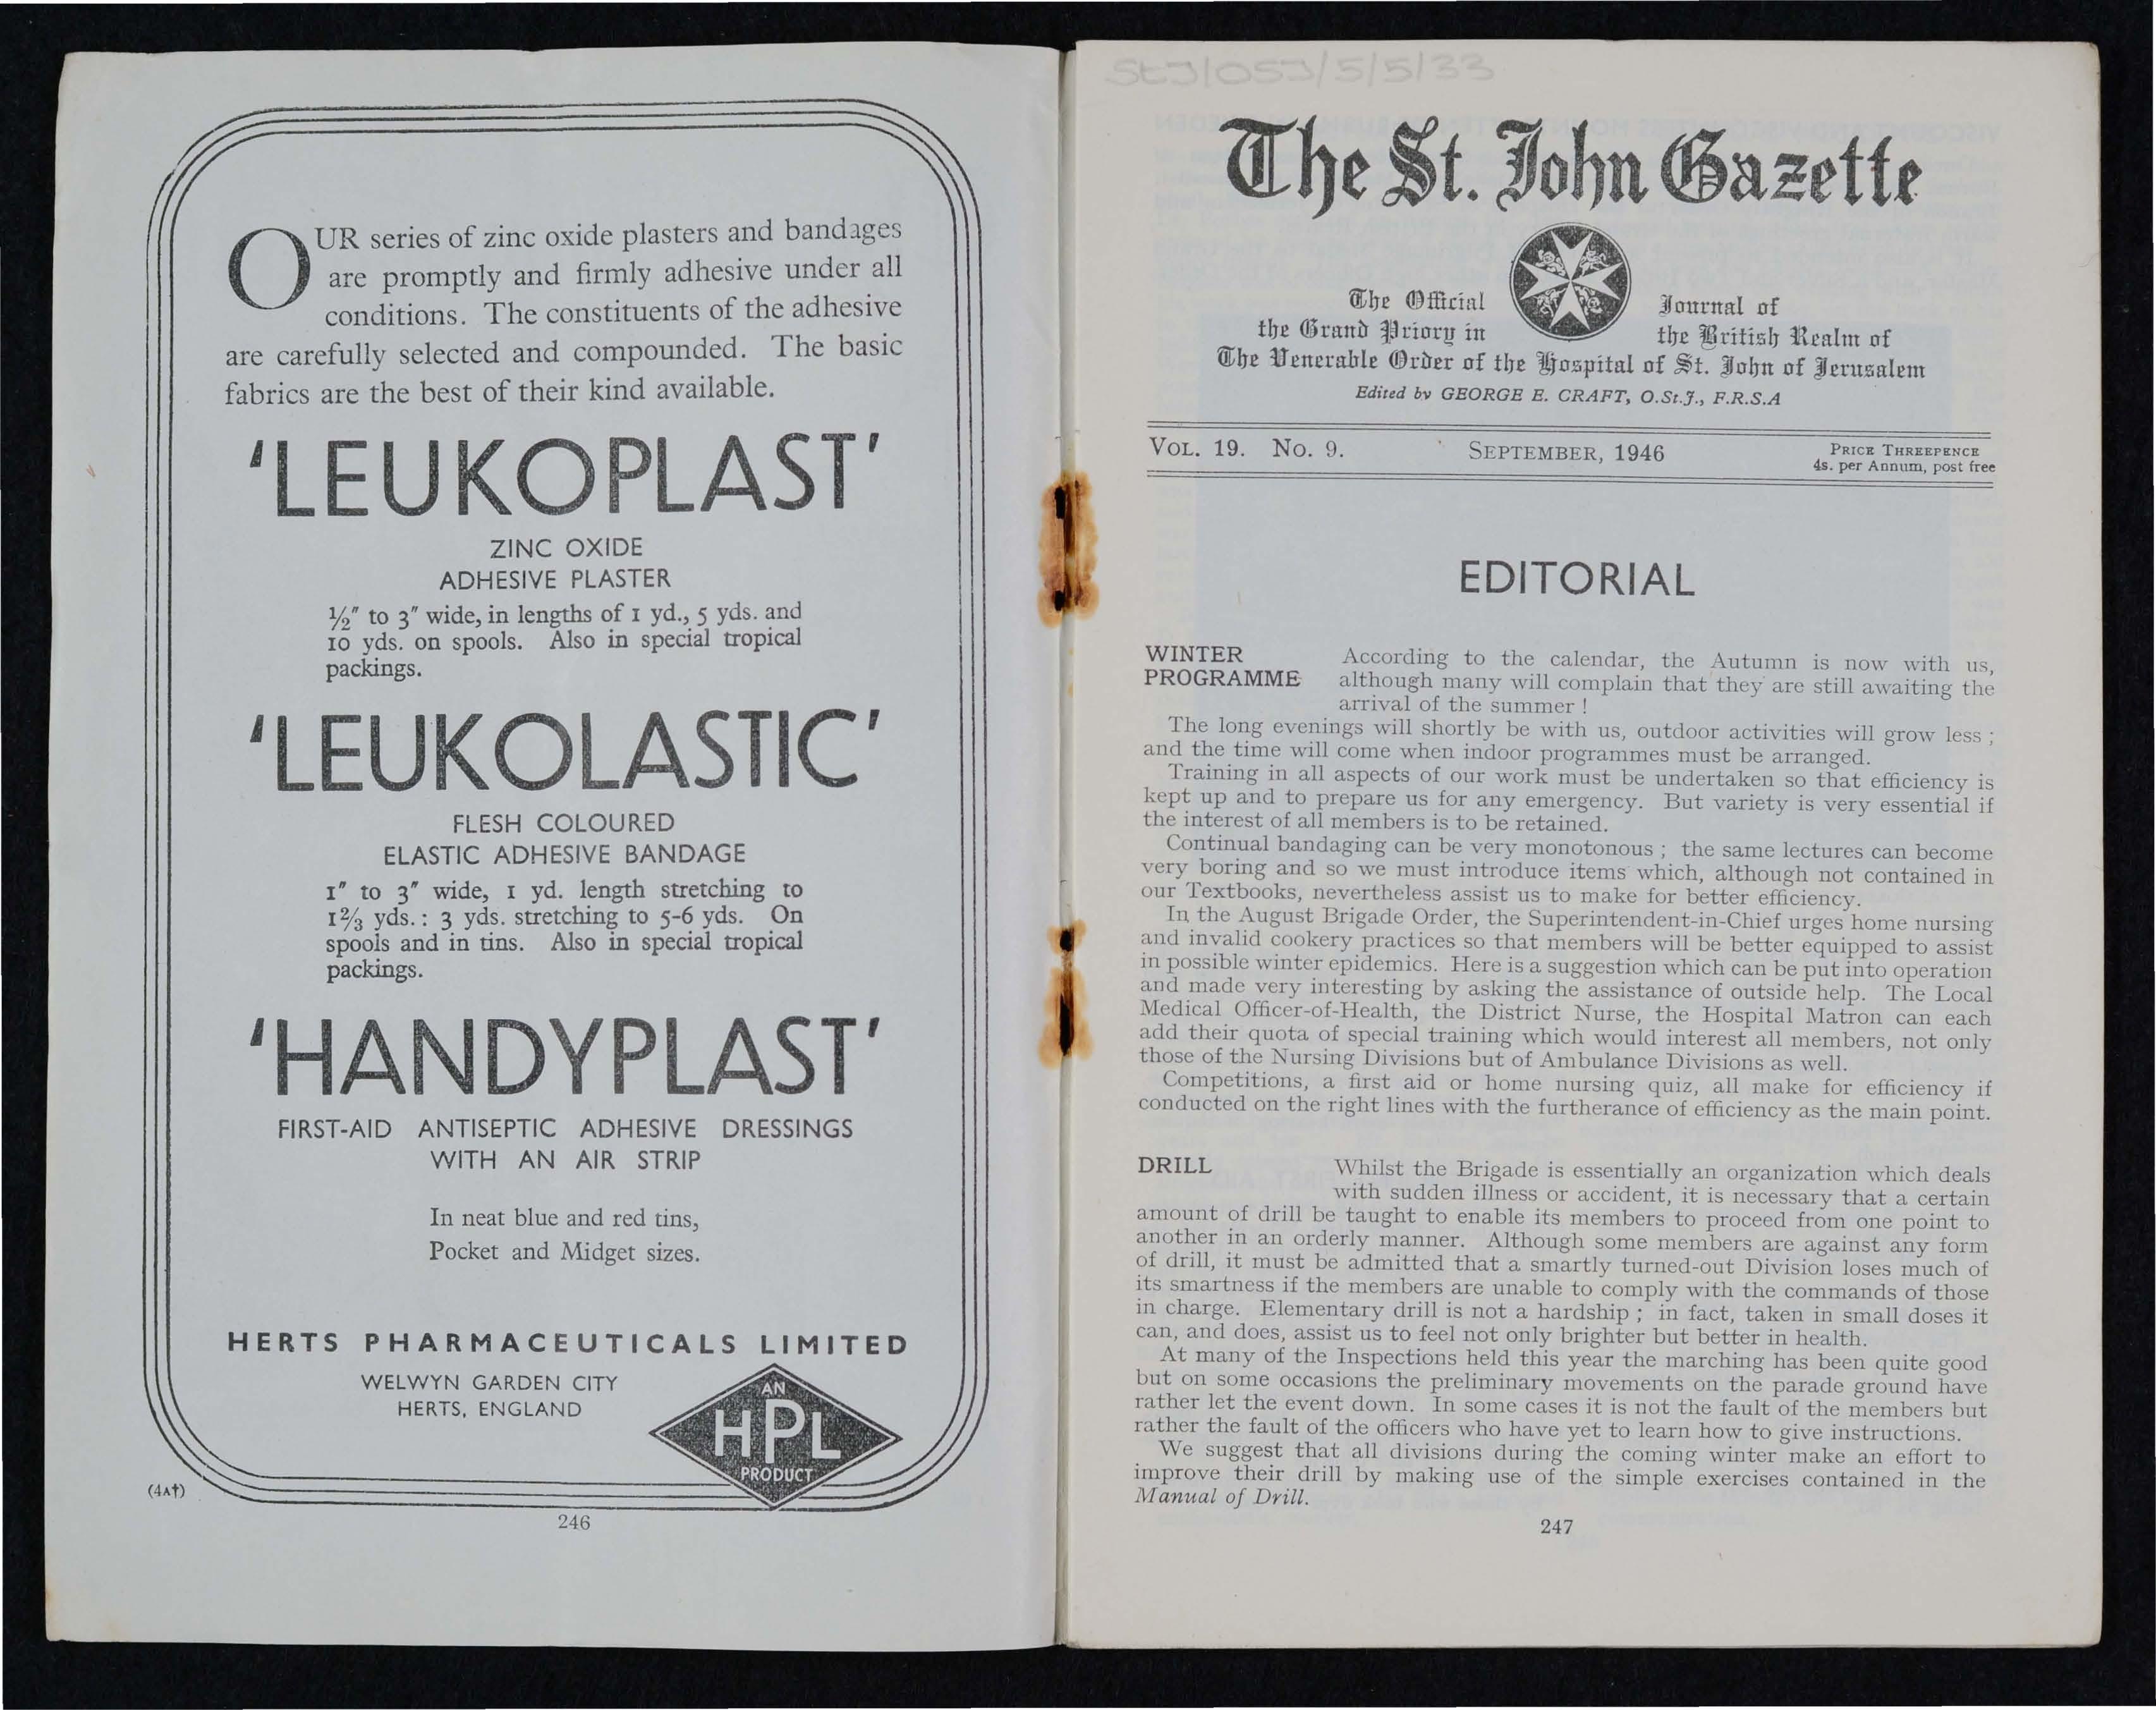 OUR series of zinc oxide plasters and bandages
are promptly and firmly adhesive under all
conditions. The constituents of the adhesive
are carefully selected and compounded. The basic
fabrics are the best of their kind available.
'LEUKOPLAST'
ZINC OXIDE
ADHESIVE PLASTER
½" to 3" wide, in lengths of 1 yd., 5 yds. and
10 yds. on spools. Also in special tropical
packings.
'LEUKOLASTIC'
FLESH COLOURED
ELASTIC ADHESIVE BANDAGE
1" to 3" wide, 1 yd. length stretching to
1⅔ yds.: 3 yds. stretching to 5-6 yds. On
spools and in tins. Also in special tropical
packings.
'HANDYPLAST'
FIRST-AID ANTISEPTIC ADHESIVE DRESSINGS
WITH AN AIR STRIP
In neat blue and red tins,
Pocket and Midget sizes.
HERTS PHARMACEUTICALS LIMITED
WELWYN GARDEN CITY
HERTS, ENGLAND
AN
HPL
PRODUCT
(4A†)
246
StJ/OSJ/5/5/33
The St. John Gazette
The Official Journal of
the Grand Priory in the British Realm of
The Venerable Order of the Hospital of St. John of Jerusalem
Edited by GEORGE E. CRAFT, O.St.J., F.R.S.A
VOL. 19. No. 9. SEPTEMBER, 1946 PRICE THREEPENCE
4s. per Annum, post free
EDITORIAL
WINTER PROGRAMME
According to the calendar, the Autumn is now with us,
although many will complain that they are still awaiting the
arrival of the summer !
The long evenings will shortly be with us, outdoor activities will grow less ;
and the time will come when indoor programmes must be arranged.
Training in all aspects of our work must be undertaken so that efficiency is
kept up and to prepare us for any emergency. But variety is very essential if
the interest of all members is to be retained.
Continual bandaging can be very monotonous ; the same lectures can become
very boring and so we must introduce items which, although not contained in
our Textbooks, nevertheless assist us to make for better efficiency.
In the August Brigade Order, the Superintendent-in-Chief urges home nursing
and invalid cookery practices so that members will be better equipped to assist
in possible winter epidemics. Here is a suggestion which can be put into operation
and made very interesting by asking the assistance of outside help. The Local
Medical Officer-of-Health, the District Nurse, the Hospital Matron can each
add their quota of special training which would interest all members, not only
those of the Nursing Divisions but of Ambulance Divisions as well.
Competitions, a first aid or home nursing quiz, all make for efficiency if
conducted on the right lines with the furtherance of efficiency as the main point.
DRILL
Whilst the Brigade is essentially an organization which deals
with sudden illness or accident, it is necessary that a certain
amount of drill be taught to enable its members to proceed from one point to
another in an orderly manner. Although some members are against any form
of drill, it must be admitted that a smartly turned-out Division loses much of
its smartness if the members are unable to comply with the commands of those
in charge. Elementary drill is not a hardship ; in fact, taken in small doses it
can, and does, assist us to feel not only brighter but better in health.
At many of the Inspections held this year the marching has been quite good
but on some occasions the preliminary movements on the parade ground have
rather let the event down. In some cases it is not the fault of the members but
rather the fault of the officers who have yet to learn how to give instructions.
We suggest that all divisions during the coming winter make an effort to
improve their drill by making use of the simple exercises contained in the
Manual of Drill.
247